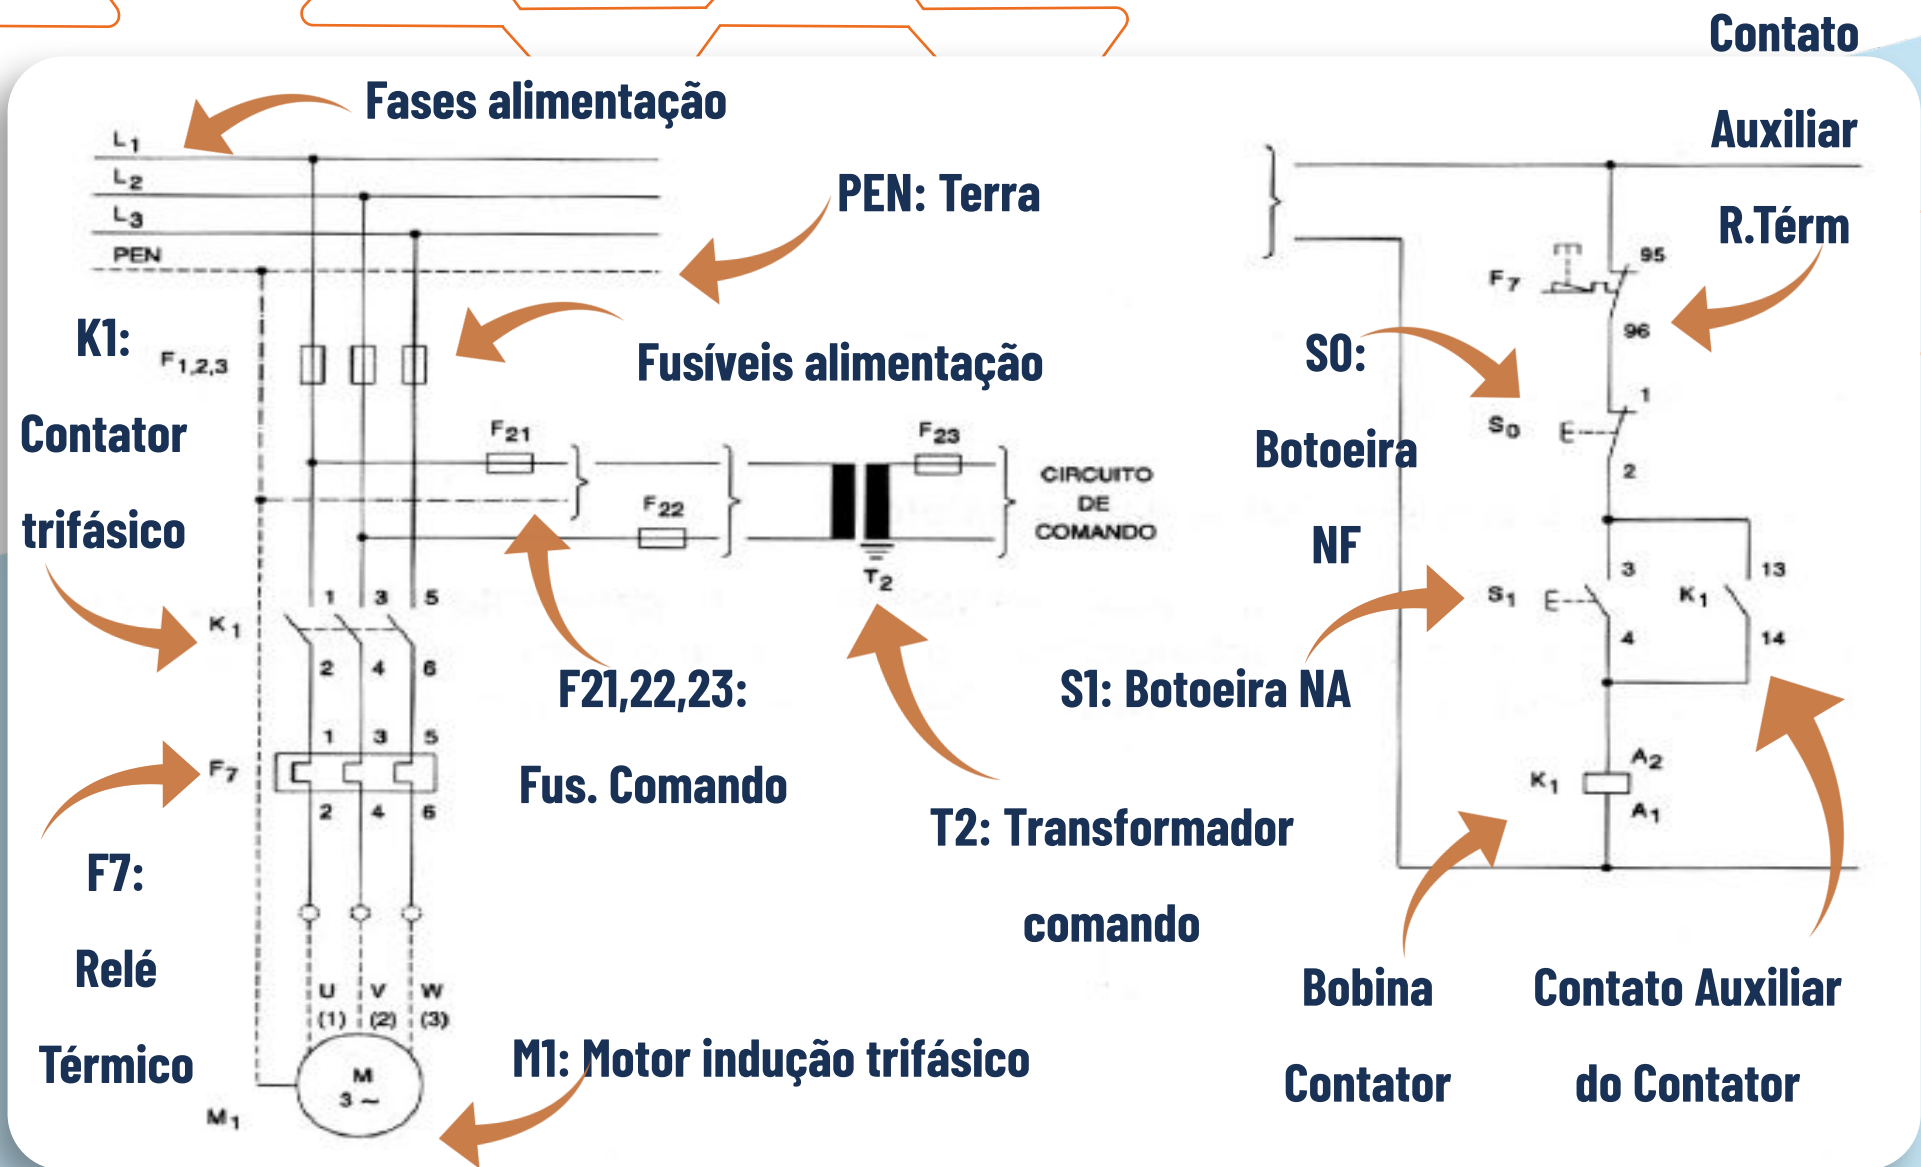 Contato
Auxiliar
R.Térm
Fases alimentação
L1
L2
L3
PEN
PEN: Terra
K1:
Contator
trifásico
F1,2,3
Fusíveis alimentação
F21
F22
F23
CIRCUITO
DE
COMANDO
T2
K1
1 3 5
2 4 6
F21,22,23:
Fus. Comando
T2: Transformador
comando
F7
1 3 5
2 4 6
F7:
Relé
Térmico
U V W
(1) (2) (3)
M
3 ~
M1
M1: Motor indução trifásico
F7
95
96
S0:
Botoeira
NF
S0
E
1
2
S1
E
3
4
K1
13
14
S1: Botoeira NA
K1
A2
A1
Bobina
Contator
Contato Auxiliar
do Contator